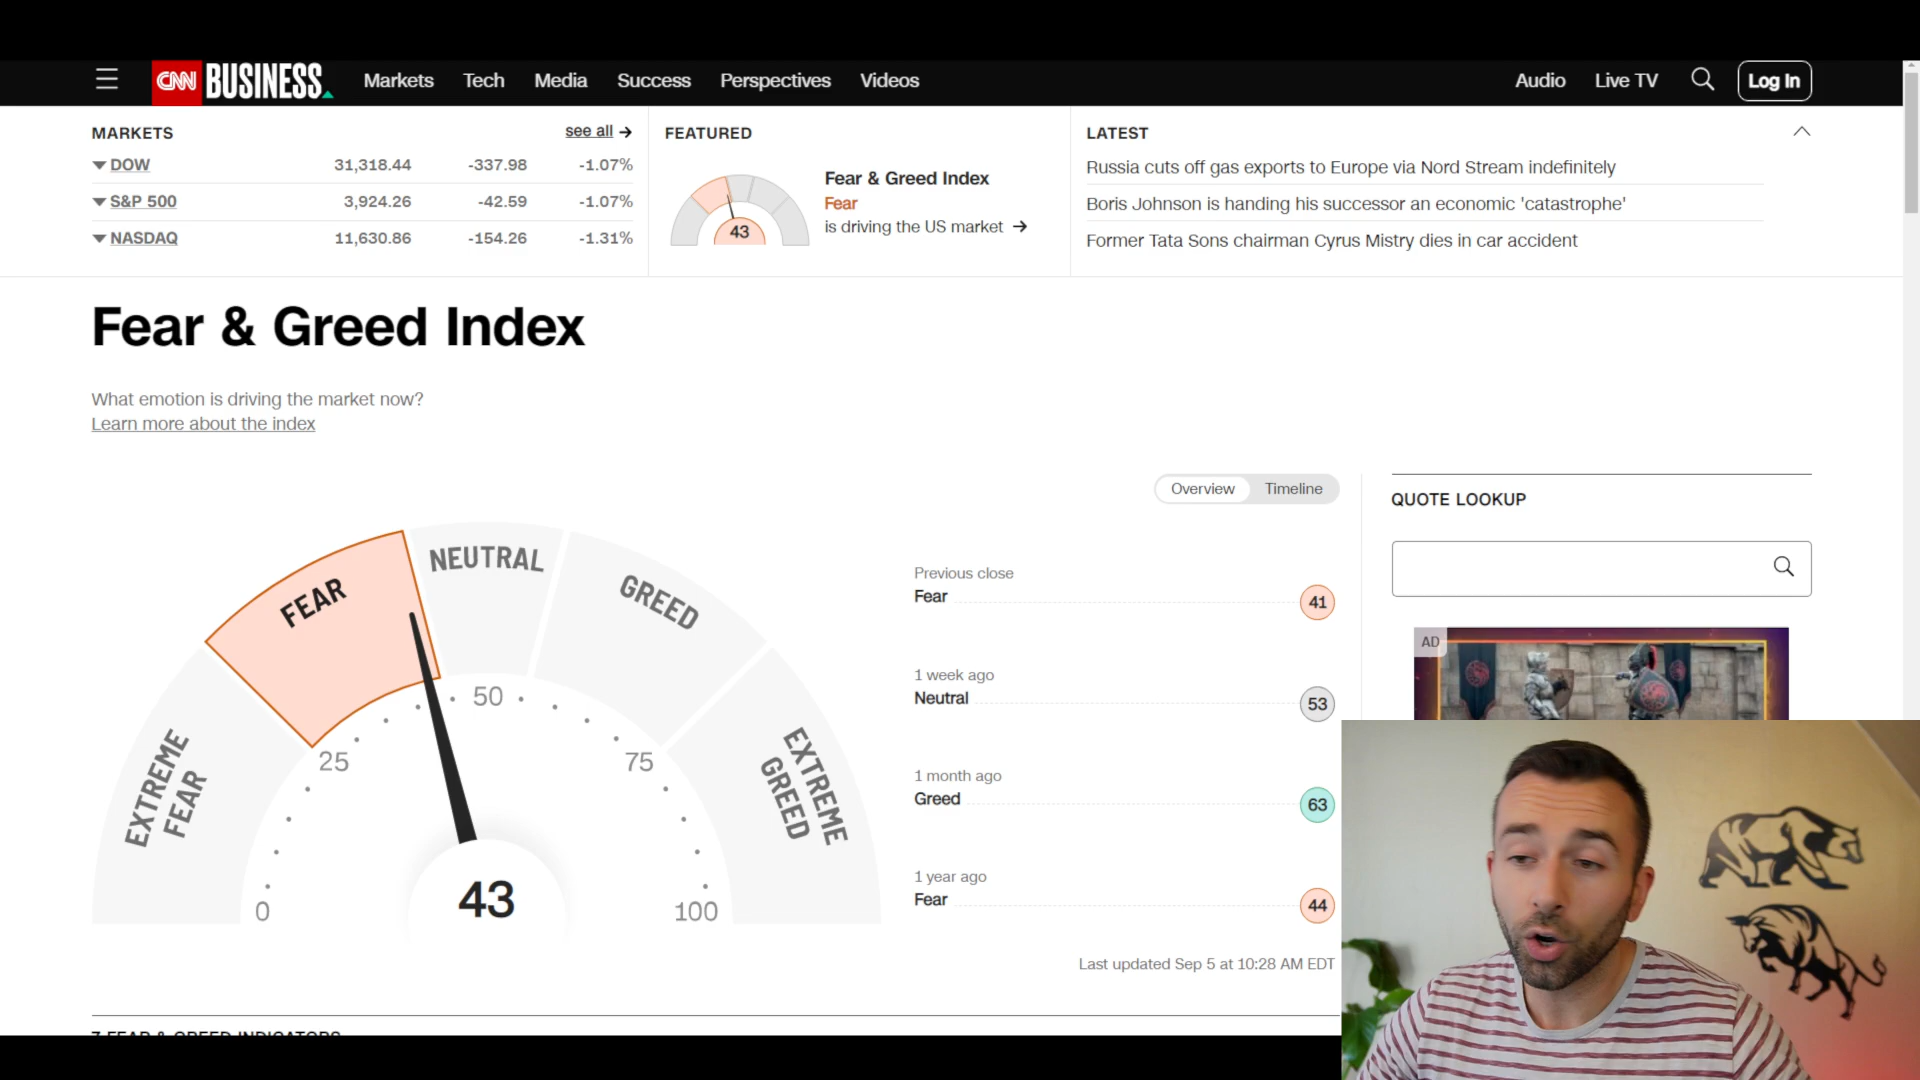 CNN BUSINESS
Markets Tech Media Success Perspectives Videos
Audio Live TV Log In
MARKETS see all →
DOW 31,318.44 -337.98 -1.07%
S&P 500 3,924.26 -42.59 -1.07%
NASDAQ 11,630.86 -154.26 -1.31%
FEATURED
43
Fear & Greed Index
Fear
is driving the US market →
LATEST
Russia cuts off gas exports to Europe via Nord Stream indefinitely
Boris Johnson is handing his successor an economic 'catastrophe'
Former Tata Sons chairman Cyrus Mistry dies in car accident
Fear & Greed Index
What emotion is driving the market now?
Learn more about the index
Overview Timeline
EXTREME
FEAR
FEAR
NEUTRAL
GREED
EXTREME
GREED
0
25
50
75
100
43
Previous close
Fear 41
1 week ago
Neutral 53
1 month ago
Greed 63
1 year ago
Fear 44
Last updated Sep 5 at 10:28 AM EDT
QUOTE LOOKUP
AD
7 FEAR & GREED INDICATORS